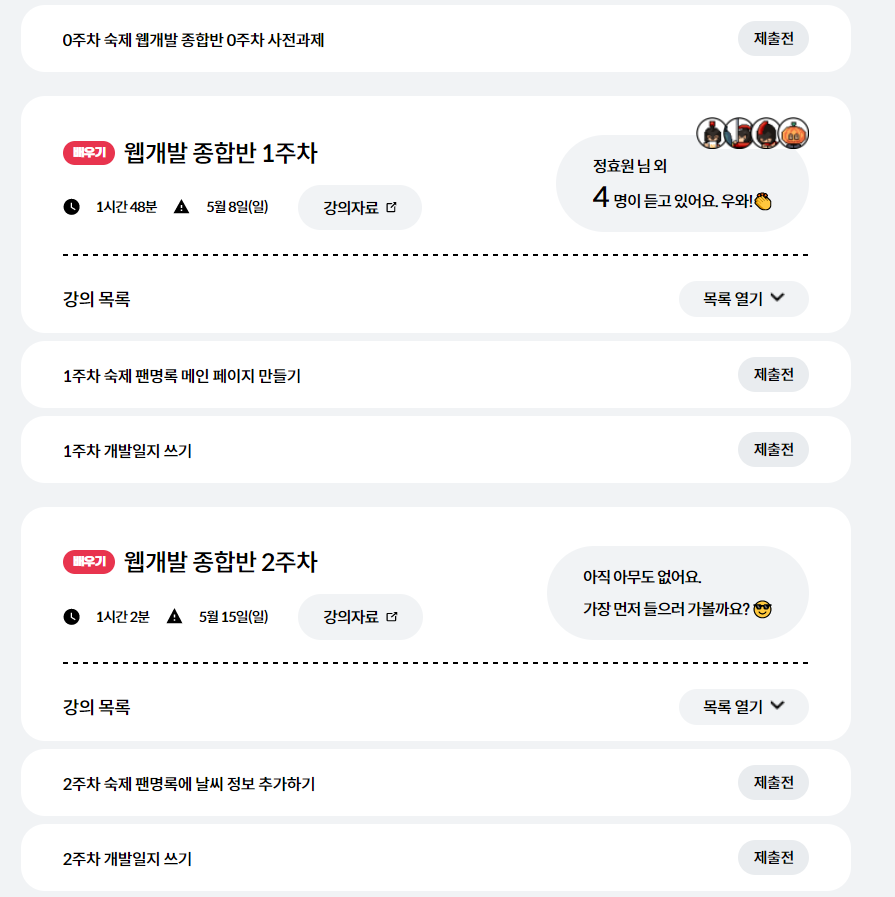 0주차 숙제 웹개발 종합반 0주차 사전과제
제출전
배우기 웹개발 종합반 1주차
1시간 48분 5월 8일(일) 강의자료
정효원 님 외
4 명이 듣고 있어요. 우와!👏
강의 목록
목록 열기
1주차 숙제 팬명록 메인 페이지 만들기
제출전
1주차 개발일지 쓰기
제출전
배우기 웹개발 종합반 2주차
1시간 2분 5월 15일(일) 강의자료
아직 아무도 없어요.
가장 먼저 들으러 가볼까요? 😎
강의 목록
목록 열기
2주차 숙제 팬명록에 날씨 정보 추가하기
제출전
2주차 개발일지 쓰기
제출전